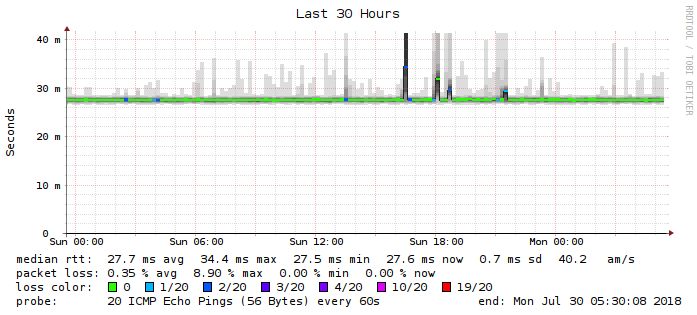 Last 30 Hours
RRDTOOL / TOBI OETIKER
Seconds
40 m
30 m
20 m
10 m
0
Sun 00:00 Sun 06:00 Sun 12:00 Sun 18:00 Mon 00:00
median rtt: 27.7 ms avg 34.4 ms max 27.5 ms min 27.6 ms now 0.7 ms sd 40.2 am/s
packet loss: 0.35 % avg 8.90 % max 0.00 % min 0.00 % now
loss color: 0 1/20 2/20 3/20 4/20 10/20 19/20
probe: 20 ICMP Echo Pings (56 Bytes) every 60s end: Mon Jul 30 05:30:08 2018